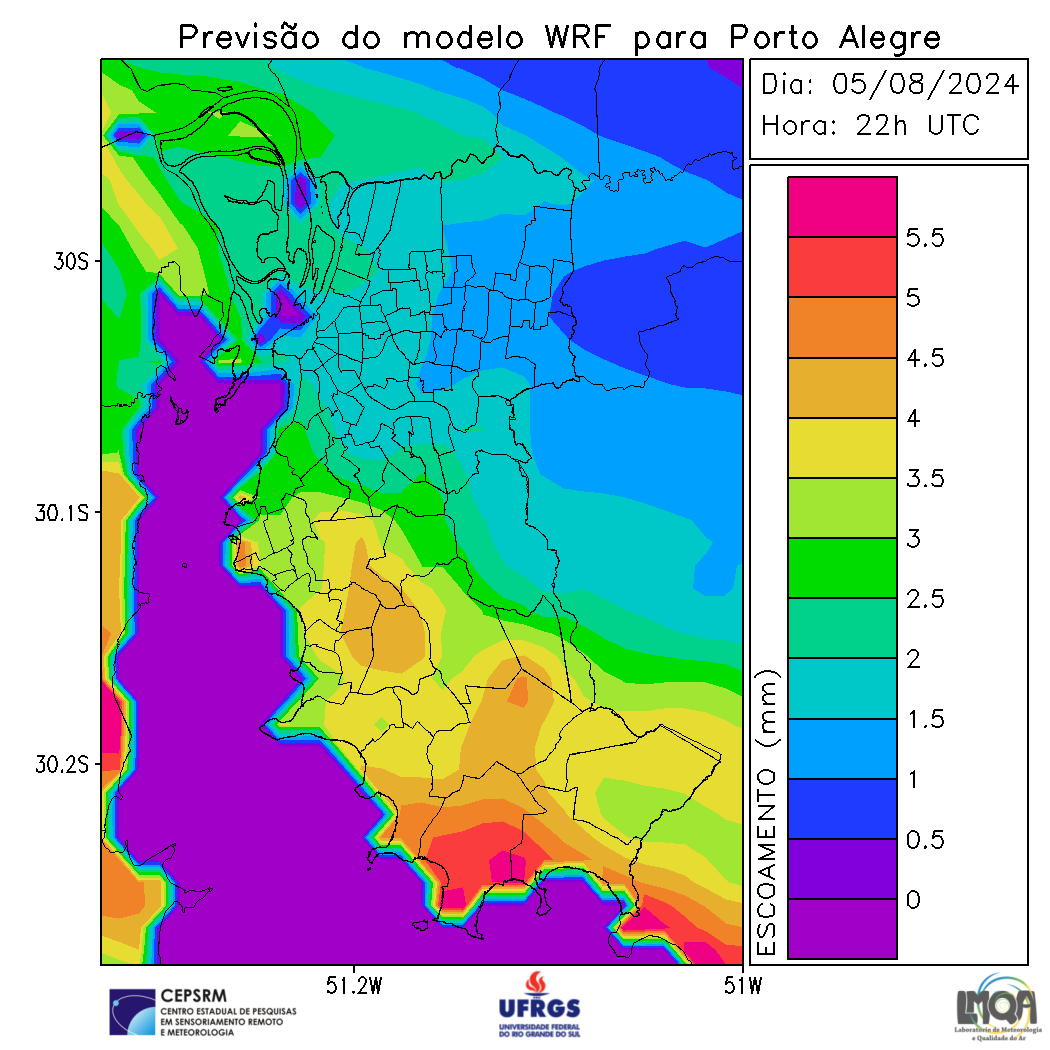 Previsão do modelo WRF para Porto Alegre
Dia: 05/08/2024
Hora: 22h UTC
30S
30.1S
30.2S
51.2W
51W
ESCOAMENTO (mm)
5.5
5
4.5
4
3.5
3
2.5
2
1.5
1
0.5
0
CEPSRM
CENTRO ESTADUAL DE PESQUISAS
EM SENSORIAMENTO REMOTO
E METEOROLOGIA
UFRGS
UNIVERSIDADE FEDERAL
DO RIO GRANDE DO SUL
LMQA
Laboratório de Meteorologia
e Qualidade do Ar